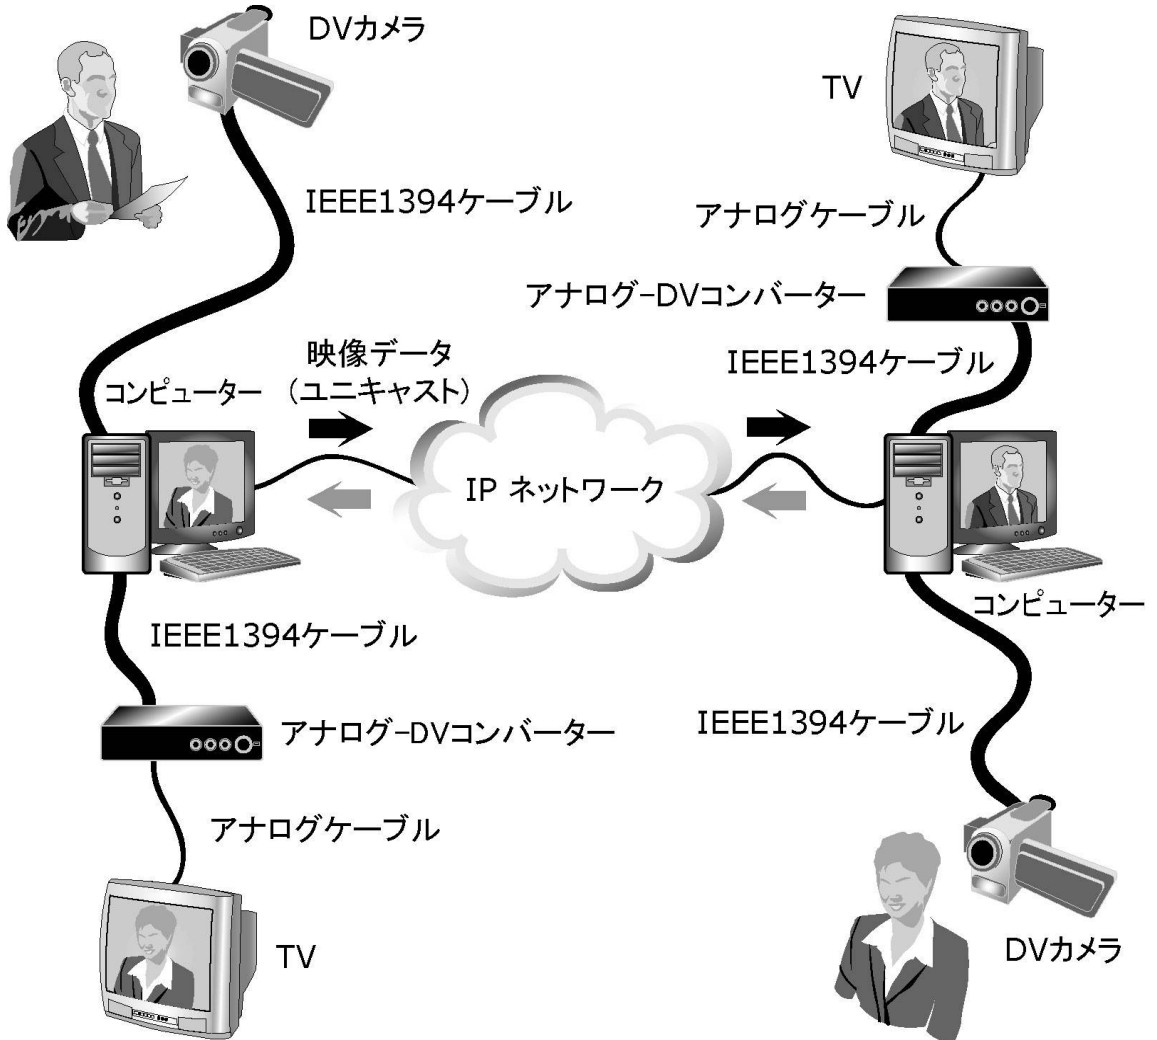 DVカメラ
TV
IEEE1394ケーブル
アナログケーブル
アナログ-DVコンバーター
IEEE1394ケーブル
映像データ
(ユニキャスト)
コンピューター
IP ネットワーク
コンピューター
IEEE1394ケーブル
IEEE1394ケーブル
アナログ-DVコンバーター
アナログケーブル
DVカメラ
TV